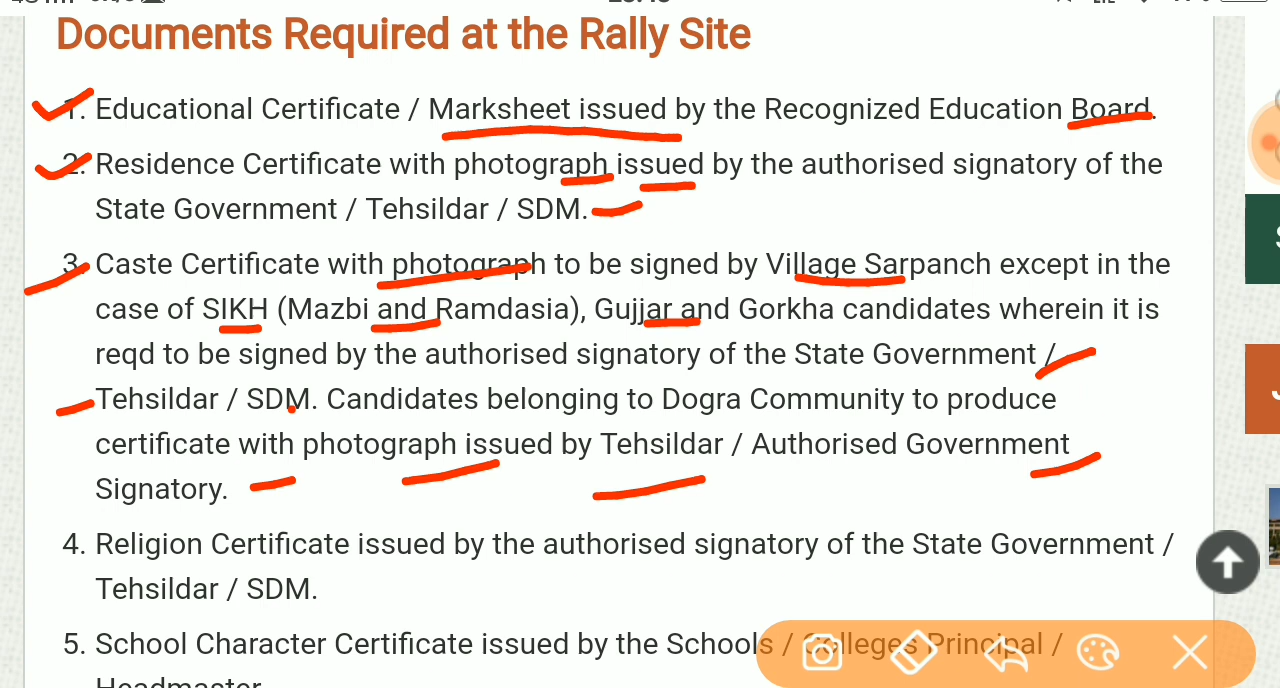 Documents Required at the Rally Site
1. Educational Certificate / Marksheet issued by the Recognized Education Board.
2. Residence Certificate with photograph issued by the authorised signatory of the
State Government / Tehsildar / SDM.
3. Caste Certificate with photograph to be signed by Village Sarpanch except in the
case of SIKH (Mazbi and Ramdasia), Gujjar and Gorkha candidates wherein it is
reqd to be signed by the authorised signatory of the State Government /
Tehsildar / SDM. Candidates belonging to Dogra Community to produce
certificate with photograph issued by Tehsildar / Authorised Government
Signatory.
4. Religion Certificate issued by the authorised signatory of the State Government /
Tehsildar / SDM.
5. School Character Certificate issued by the Schools / Colleges Principal /
Headmaster